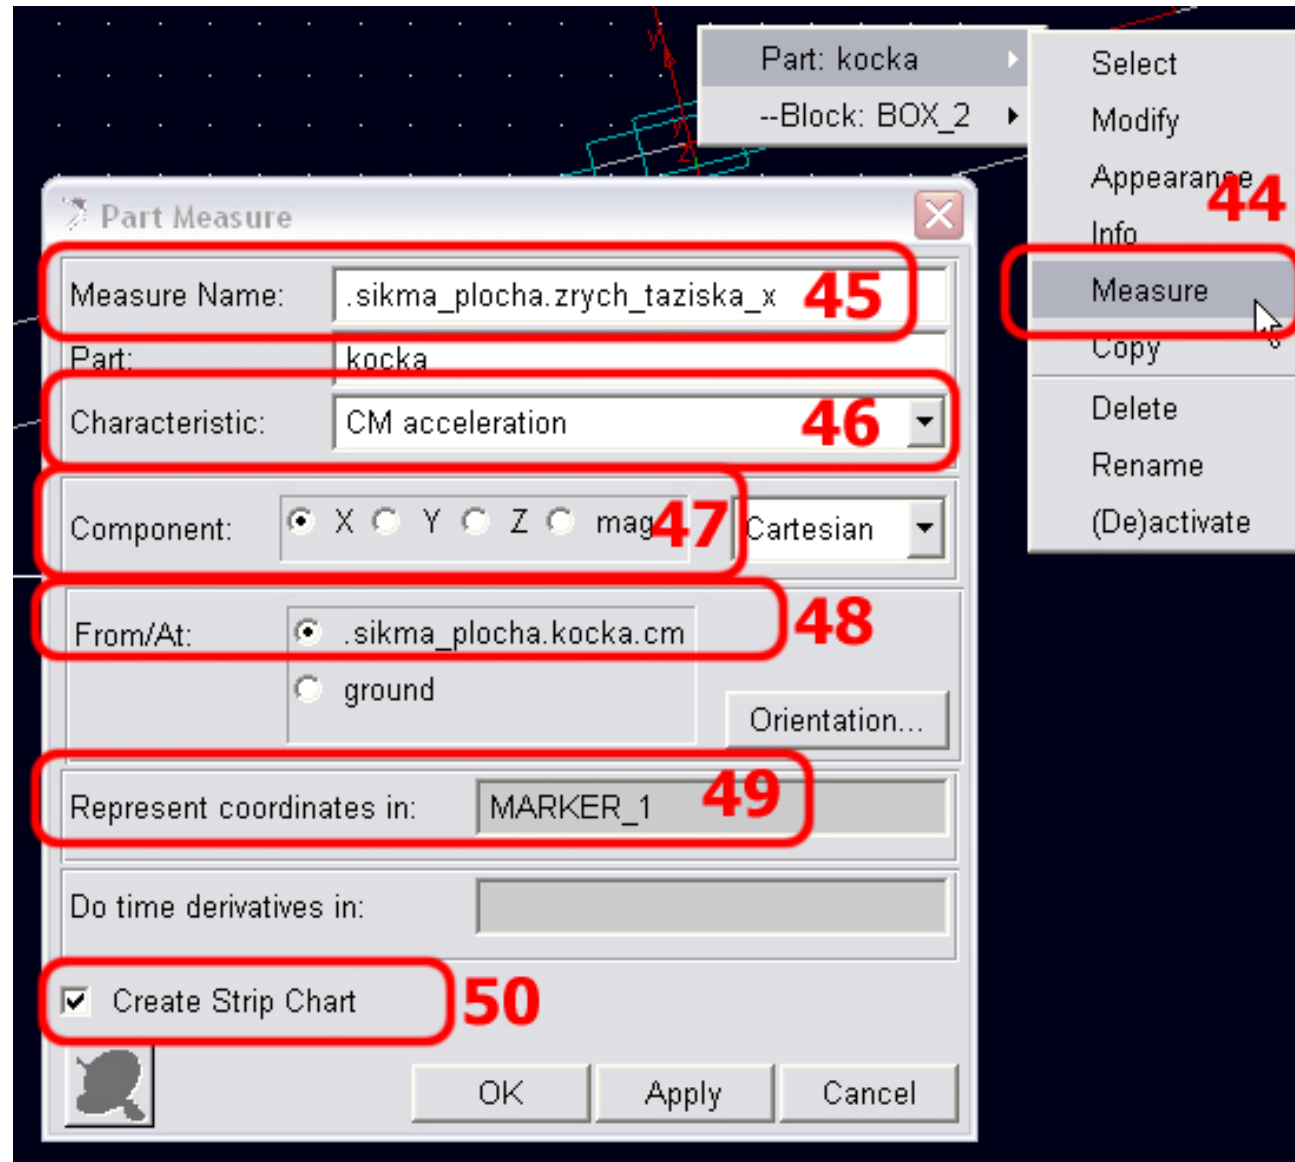 Part: kocka
--Block: BOX_2
Select
Modify
Appearance
44
Info
Measure
Copy
Delete
Rename
(De)activate
Part Measure
Measure Name: .sikma_plocha.zrych_taziska_x 45
Part: kocka
Characteristic: CM acceleration 46
Component: X Y Z mag 47 Cartesian
From/At: .sikma_plocha.kocka.cm 48
ground
Orientation...
Represent coordinates in: MARKER_1 49
Do time derivatives in:
Create Strip Chart 50
OK Apply Cancel